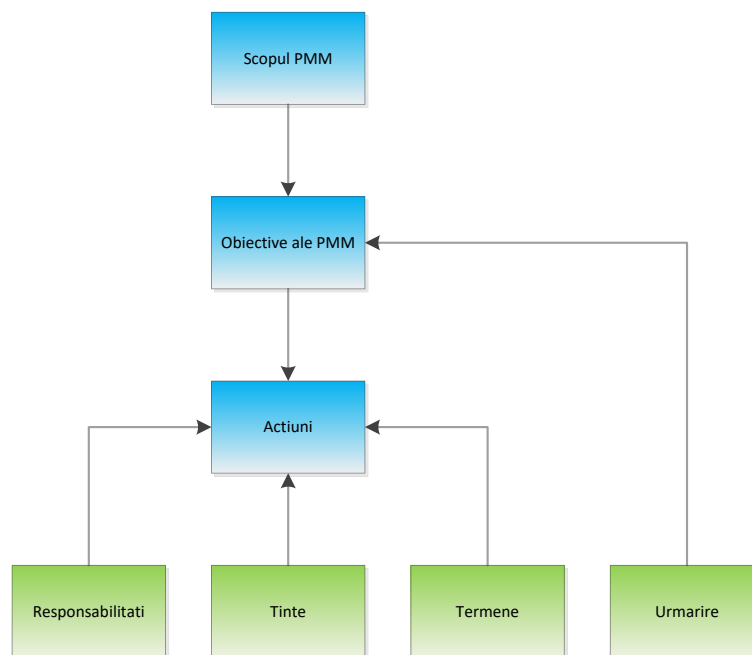 Scopul PMM
Obiective ale PMM
Actiuni
Responsabilitati
Tinte
Termene
Urmarire